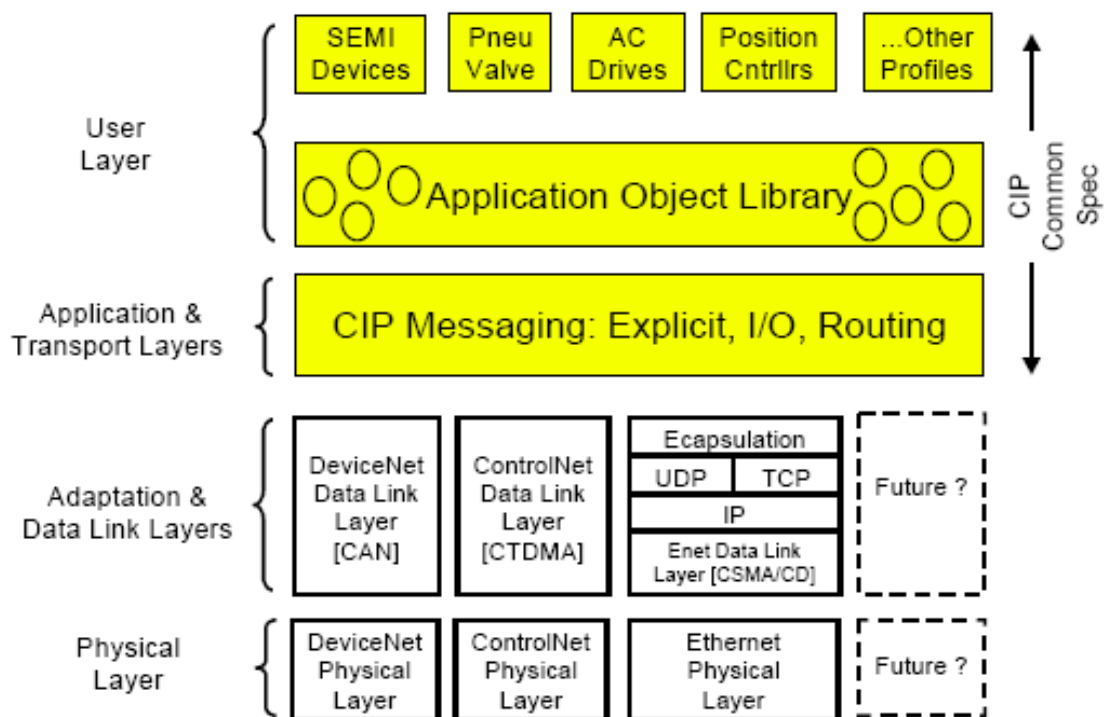 SEMI
Devices
Pneu
Valve
AC
Drives
Position
Cntrllrs
...Other
Profiles
User
Layer
Application Object Library
CIP
Common
Spec
Application &
Transport Layers
CIP Messaging: Explicit, I/O, Routing
Adaptation &
Data Link Layers
DeviceNet
Data Link
Layer
[CAN]
ControlNet
Data Link
Layer
[CTDMA]
Ecapsulation
UDP
TCP
IP
Enet Data Link
Layer [CSMA/CD]
Future ?
Physical
Layer
DeviceNet
Physical
Layer
ControlNet
Physical
Layer
Ethernet
Physical
Layer
Future ?